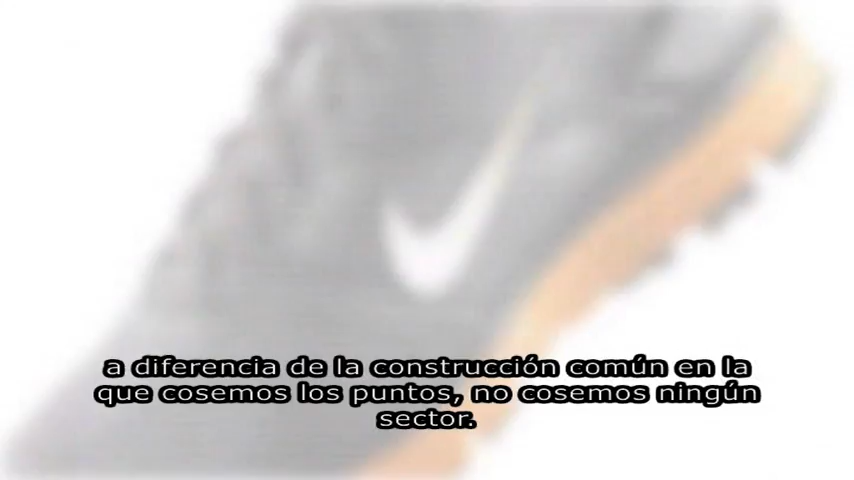 a diferencia de la construcción común en la
que cosemos los puntos, no cosemos ningún
sector.